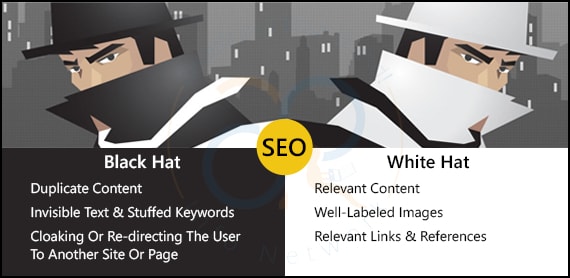 SEO
Black Hat
Duplicate Content
Invisible Text & Stuffed Keywords
Cloaking Or Re-directing The User
To Another Site Or Page
White Hat
Relevant Content
Well-Labeled Images
Relevant Links & References